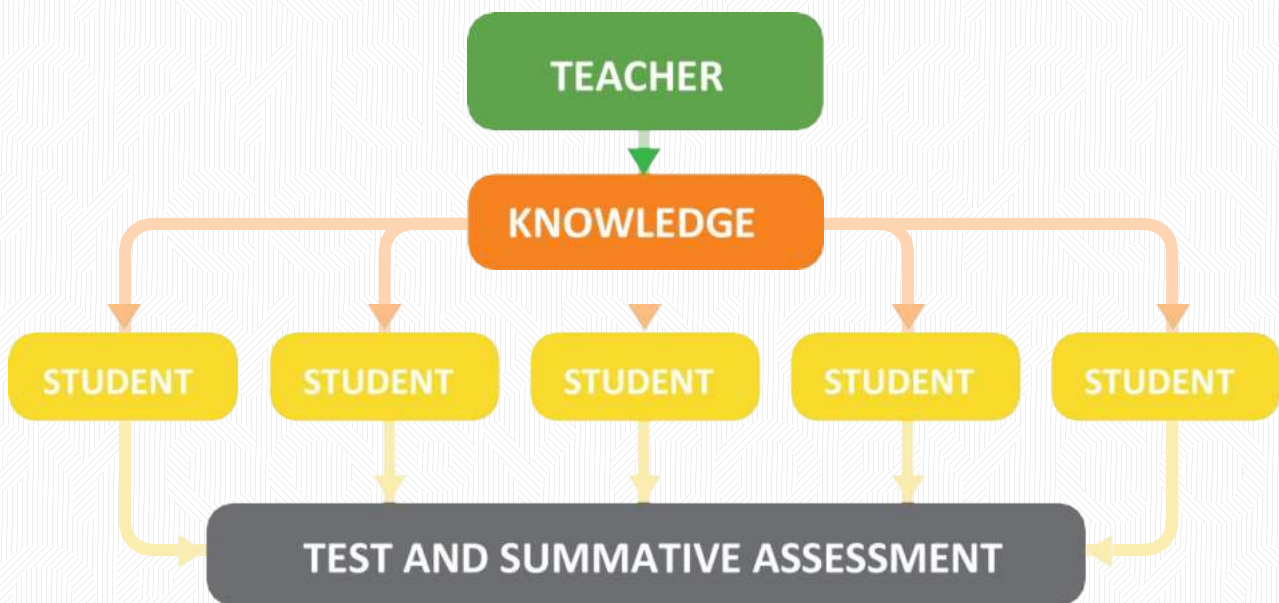 TEACHER
KNOWLEDGE
STUDENT
STUDENT
STUDENT
STUDENT
STUDENT
TEST AND SUMMATIVE ASSESSMENT